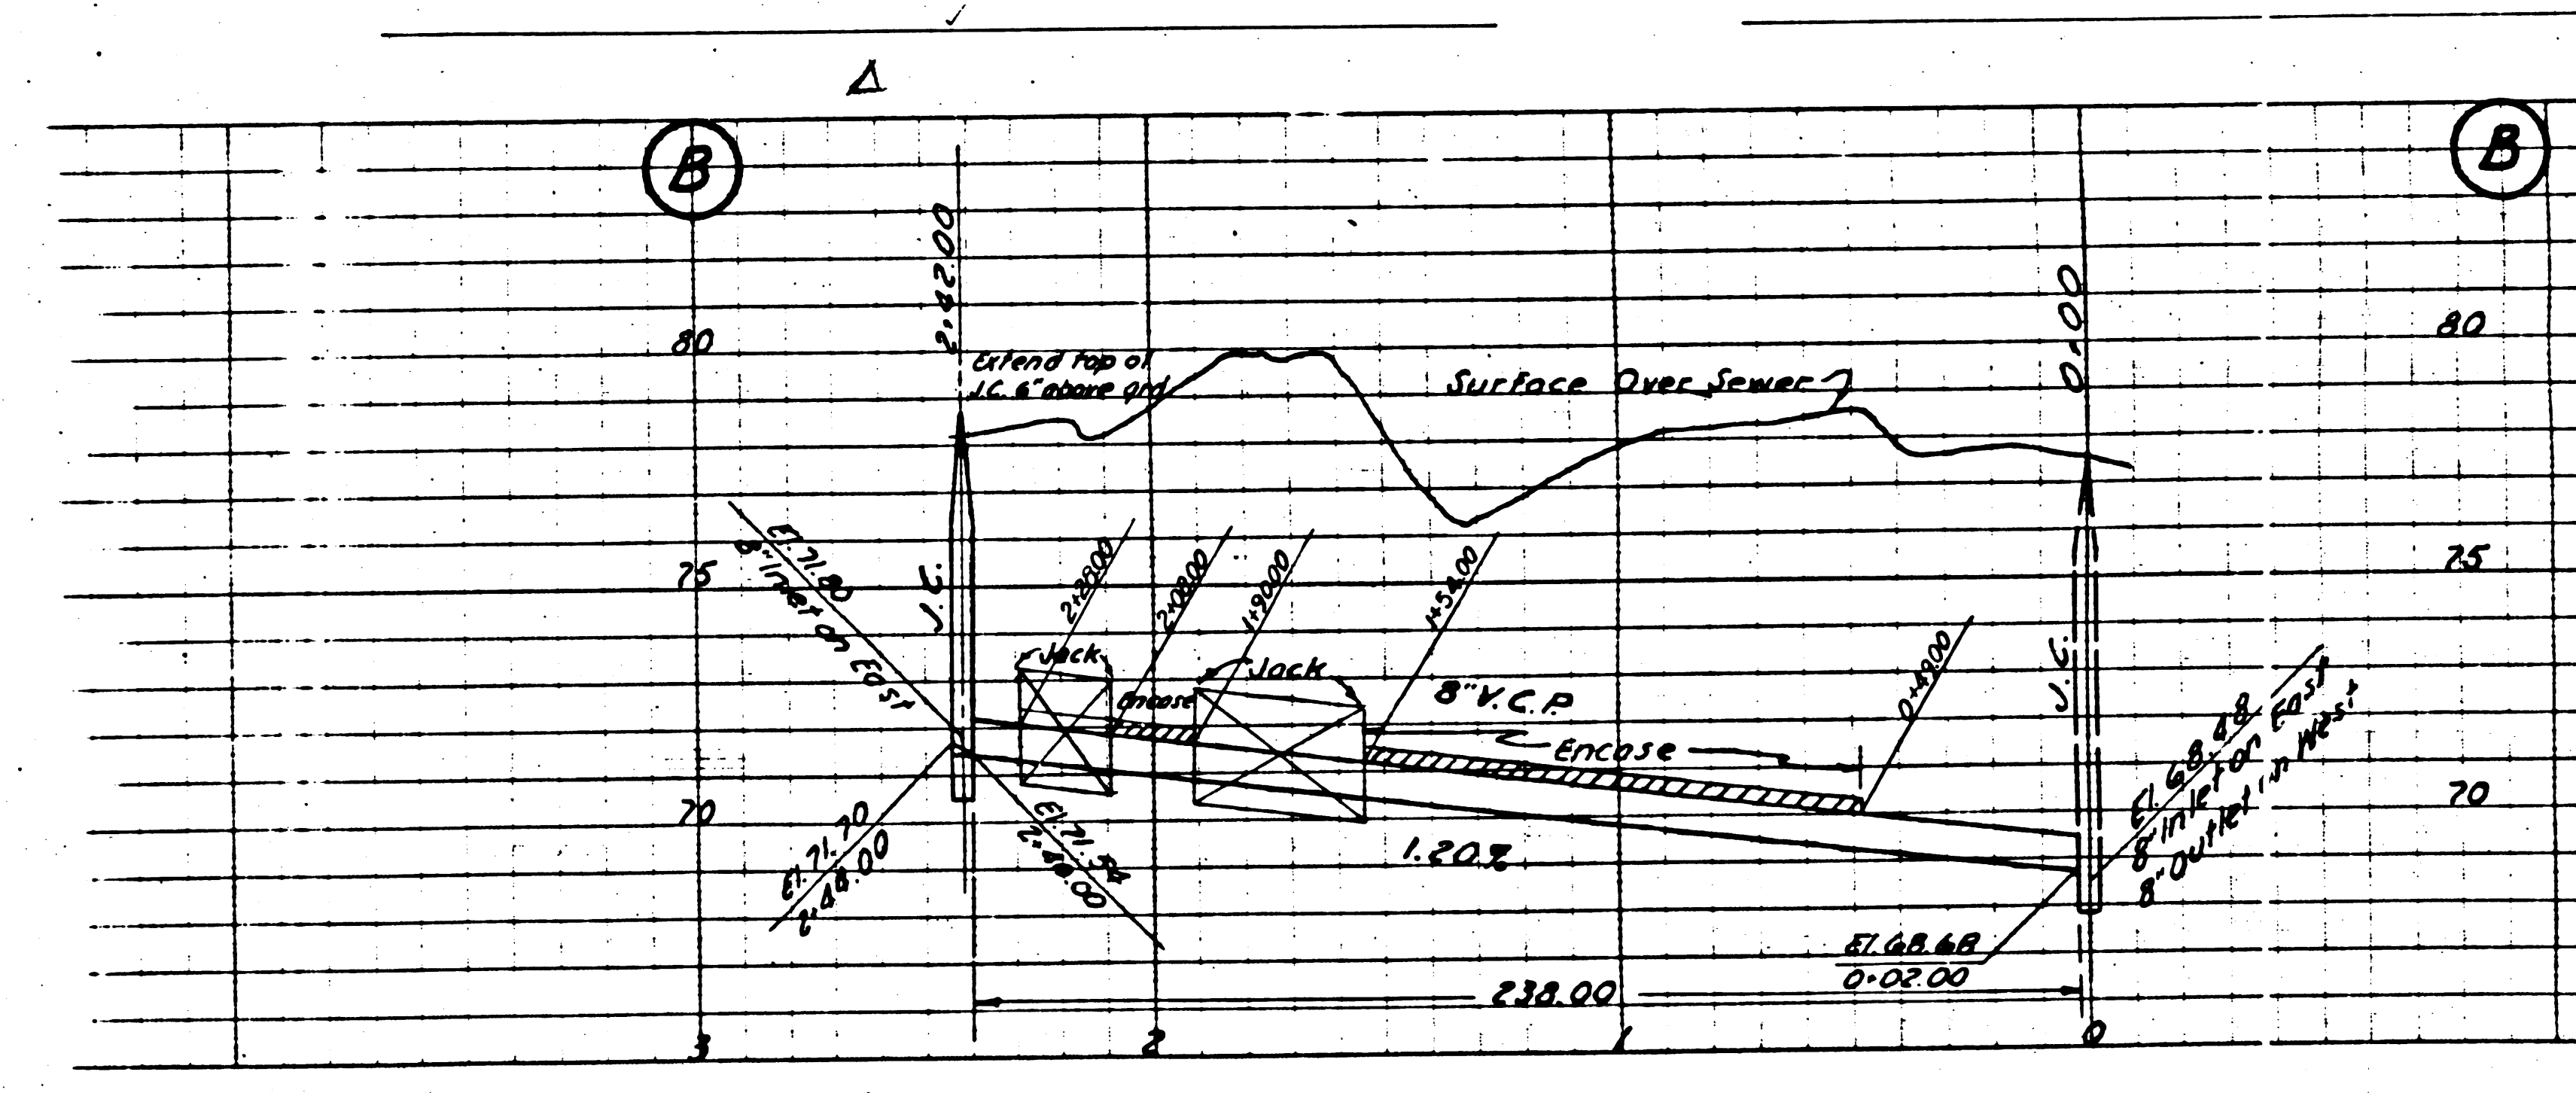 Δ
B
B
2+42.00
0+00
80
80
Extend top of
J.C. 6" above grd
Surface Over Sewer
El. 71.80
8" Inlet on East
75
75
J.C.
J.C.
2+28.00
2+08.00
1+90.00
1+54.00
0+49.00
Jack
Jack
Encase
8" V.C.P.
Encase
El. 68.48
8" Inlet on East
8" Outlet in West
70
70
El. 71.70
2+48.00
El. 71.54
2+40.00
1.20%
El. 68.68
0+02.00
238.00
3
2
1
0